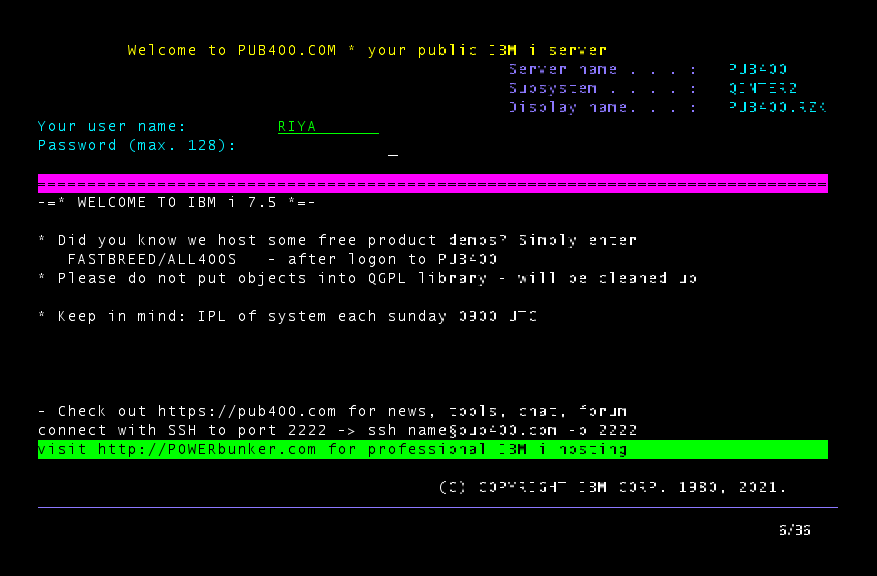 Welcome to PUB400.COM * your public IBM i server
Server name . . . . : PUB400
Subsystem . . . . . : QINTER2
Display name. . . . : PUB400.RZK
Your user name: RIYA
Password (max. 128):
===============================================================================
-=* WELCOME TO IBM i 7.5 *=-
* Did you know we host some free product demos? Simply enter
FASTBREED/ALL400S - after logon to PUB400
* Please do not put objects into QGPL library - will be cleaned up
* Keep in mind: IPL of system each sunday 0900 UTC
- Check out https://pub400.com for news, tools, chat, forum
connect with SSH to port 2222 -> ssh name§pub400.com -p 2222
visit http://POWERbunker.com for professional IBM i hosting
(C) COPYRIGHT IBM CORP. 1980, 2021.
6/36